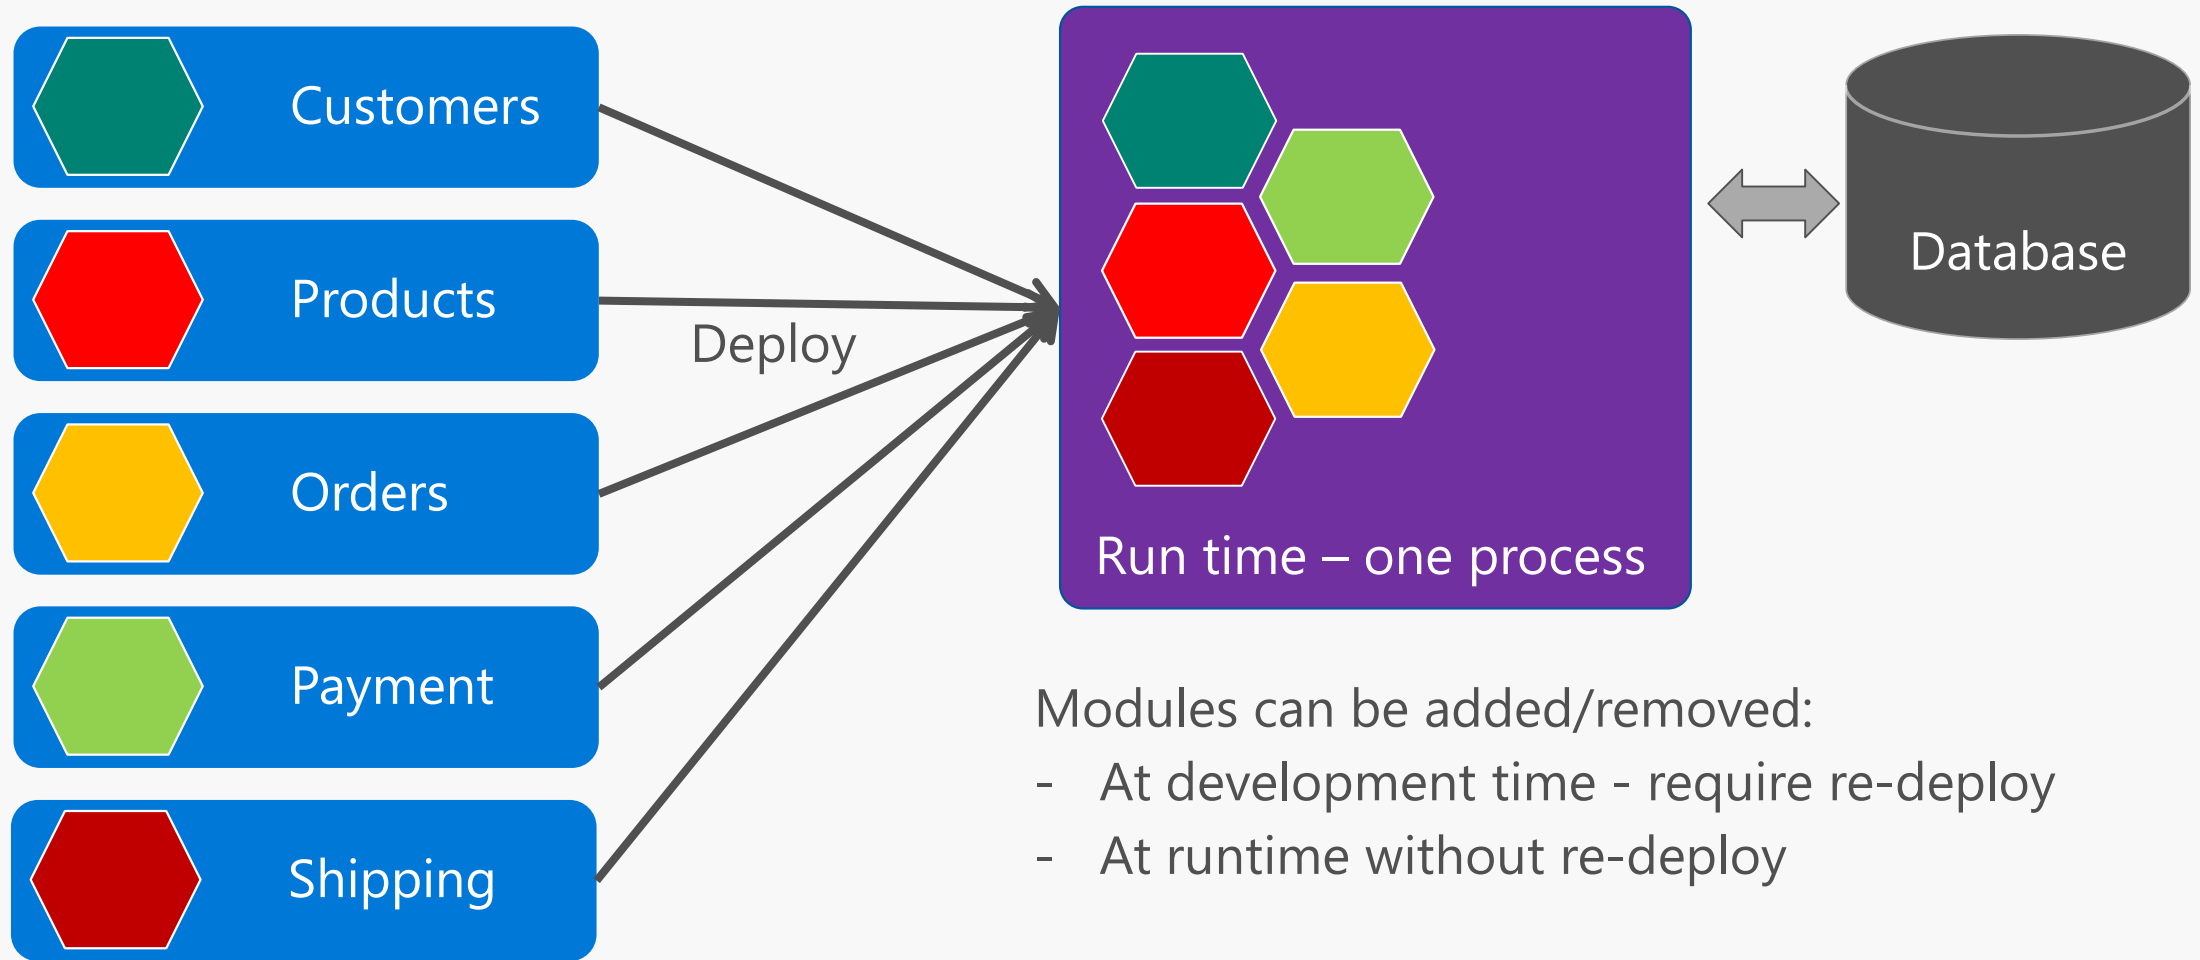 Customers
Products
Orders
Payment
Shipping
Deploy
Run time – one process
Database
Modules can be added/removed:
- At development time - require re-deploy
- At runtime without re-deploy